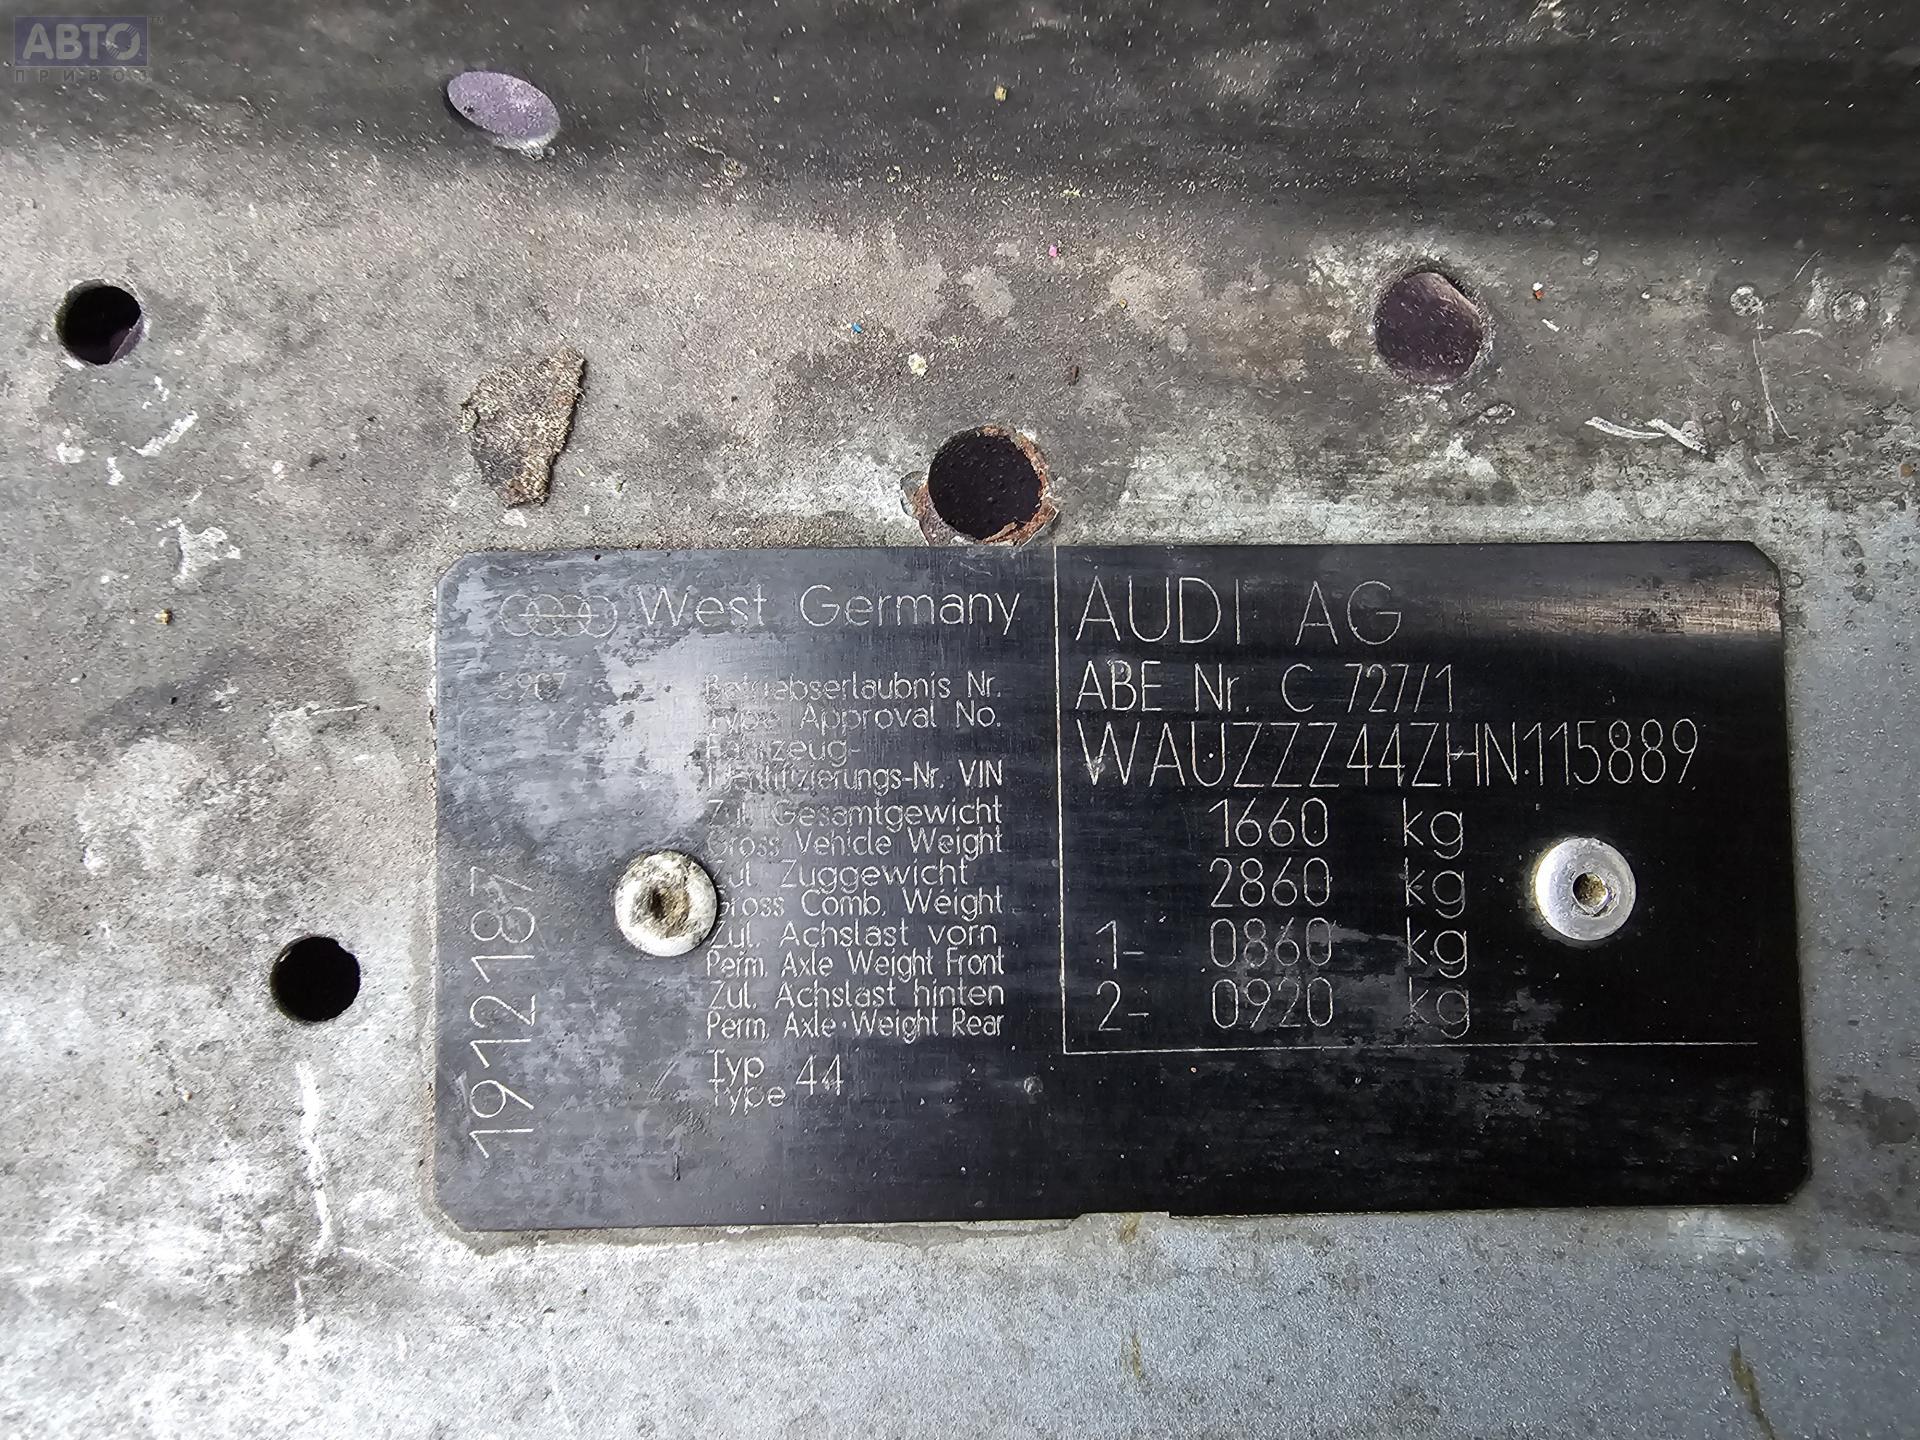 АВТО
ПРИВОЗ
West Germany
AUDI AG
Betriebserlaubnis Nr.
Type Approval No.
ABE Nr. C 727/1
Fahrzeug-
Identifizierungs-Nr. VIN
WAUZZZ44ZHN115889
Zul. Gesamtgewicht
Gross Vehicle Weight
1660 kg
Zul. Zuggewicht
Gross Comb. Weight
2860 kg
Zul. Achslast vorn
Perm. Axle Weight Front
1- 0860 kg
Zul. Achslast hinten
Perm. Axle Weight Rear
2- 0920 kg
Typ
Type 44
1912187